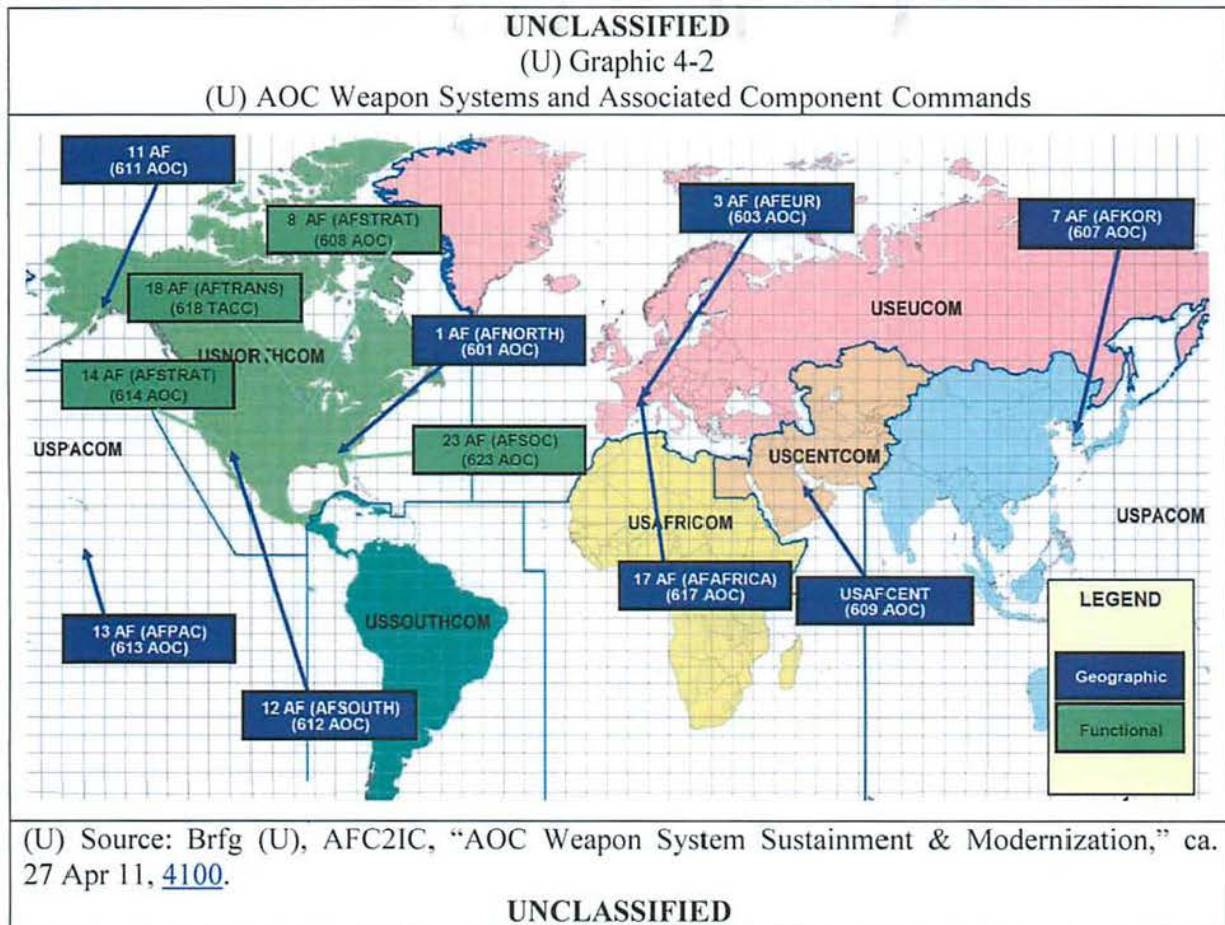 UNCLASSIFIED
(U) Graphic 4-2
(U) AOC Weapon Systems and Associated Component Commands
11 AF
(611 AOC)
8 AF (AFSTRAT)
(608 AOC)
3 AF (AFEUR)
(603 AOC)
7 AF (AFKOR)
(607 AOC)
18 AF (AFTRANS)
(618 TACC)
USEUCOM
1 AF (AFNORTH)
(601 AOC)
USNORTHCOM
14 AF (AFSTRAT)
(614 AOC)
23 AF (AFSOC)
(623 AOC)
USPACOM
USCENTCOM
USAFRICOM
USPACOM
17 AF (AFAFRICA)
(617 AOC)
USAFCENT
(609 AOC)
USSOUTHCOM
13 AF (AFPAC)
(613 AOC)
12 AF (AFSOUTH)
(612 AOC)
LEGEND
Geographic
Functional
(U) Source: Brfg (U), AFC2IC, “AOC Weapon System Sustainment & Modernization,” ca.
27 Apr 11, 4100.
UNCLASSIFIED